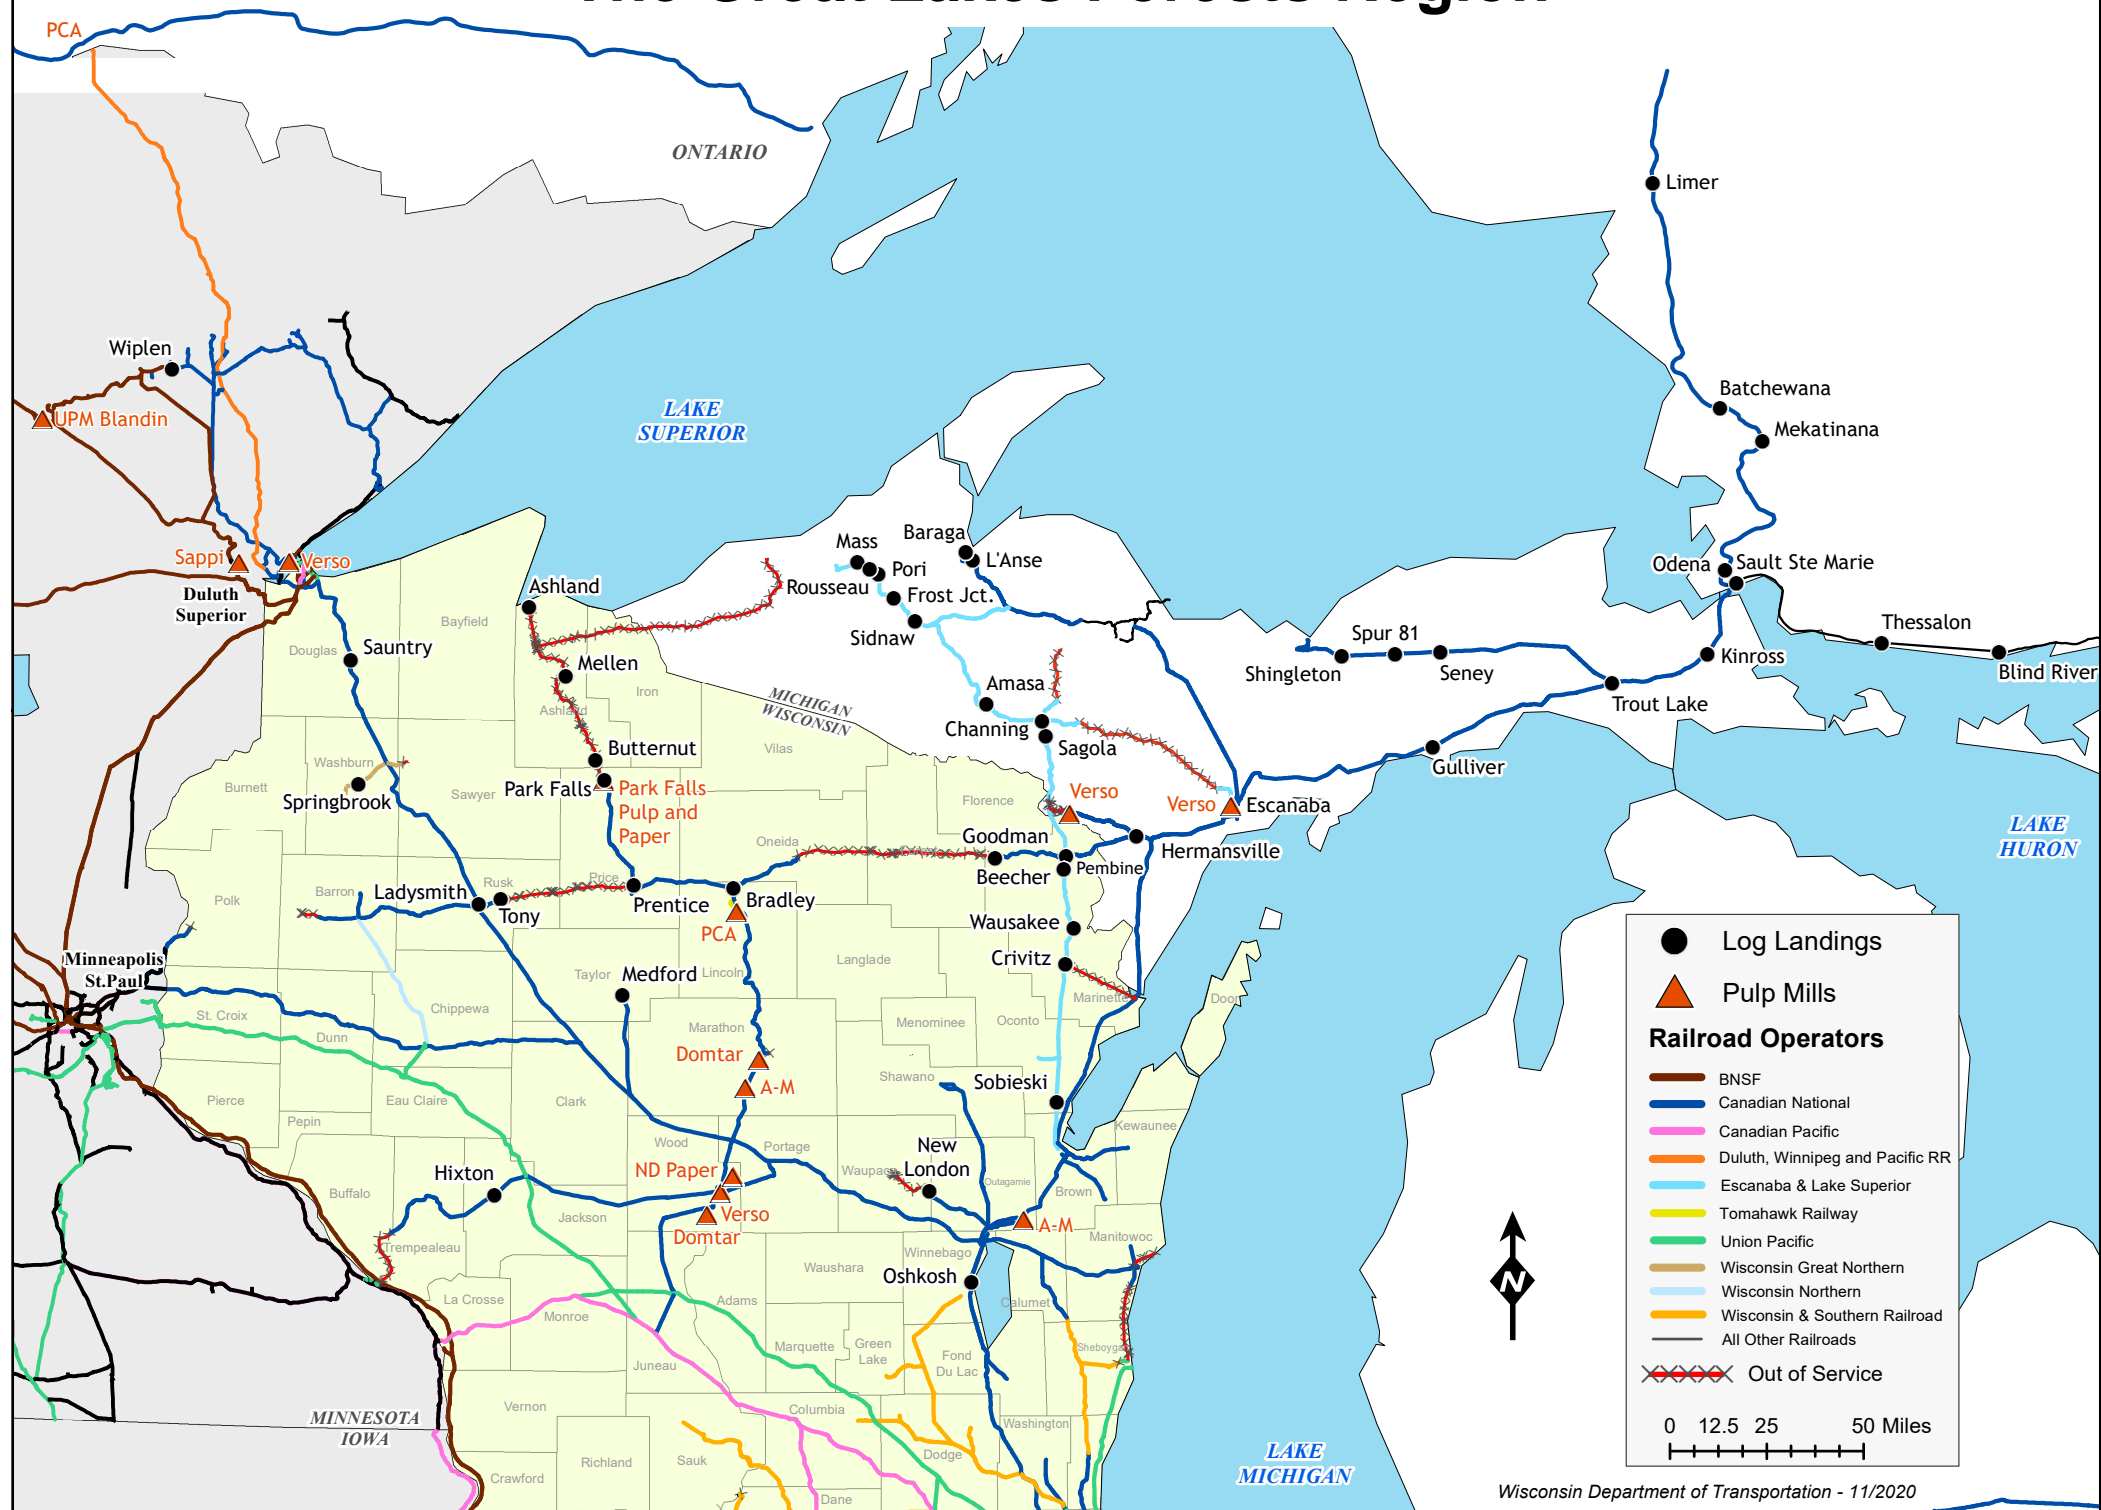 The Great Lakes Forests Region
PCA
ONTARIO
Limer
Wiplen
UPM Blandin
LAKE
SUPERIOR
Batchewana
Mekatinana
Sappi
Verso
Duluth
Superior
Ashland
Mass
Baraga
L'Anse
Rousseau
Pori
Frost Jct.
Sidnaw
Odena
Sault Ste Marie
Thessalon
Blind River
Spur 81
Shingleton
Seney
Kinross
Trout Lake
Gulliver
Bayfield
Douglas
Sauntry
Mellen
Iron
Ashland
MICHIGAN
WISCONSIN
Amasa
Channing
Sagola
Butternut
Vilas
Washburn
Burnett
Springbrook
Sawyer
Park Falls
Park Falls
Pulp and
Paper
Florence
Verso
Verso
Escanaba
Goodman
Hermansville
Oneida
Pembine
Beecher
LAKE
HURON
Polk
Barron
Ladysmith
Rusk
Tony
Price
Prentice
Bradley
PCA
Wausakee
Crivitz
Marinette
Door
Minneapolis
St.Paul
Taylor
Medford
Lincoln
Langlade
St. Croix
Dunn
Chippewa
Marathon
Menominee
Oconto
Domtar
A-M
Shawano
Sobieski
Pierce
Pepin
Eau Claire
Clark
Kewaunee
Wood
Portage
New
London
Waupaca
Outagamie
Brown
Hixton
Buffalo
ND Paper
Verso
Domtar
A-M
Jackson
Trempealeau
Winnebago
Manitowoc
Waushara
Oshkosh
La Crosse
Monroe
Adams
Calumet
Juneau
Marquette
Green
Lake
Fond
Du Lac
Sheboygan
MINNESOTA
IOWA
Vernon
Columbia
Washington
Richland
Sauk
Dodge
Crawford
Dane
LAKE
MICHIGAN
N
Log Landings
Pulp Mills
Railroad Operators
BNSF
Canadian National
Canadian Pacific
Duluth, Winnipeg and Pacific RR
Escanaba & Lake Superior
Tomahawk Railway
Union Pacific
Wisconsin Great Northern
Wisconsin Northern
Wisconsin & Southern Railroad
All Other Railroads
Out of Service
0 12.5 25 50 Miles
Wisconsin Department of Transportation - 11/2020